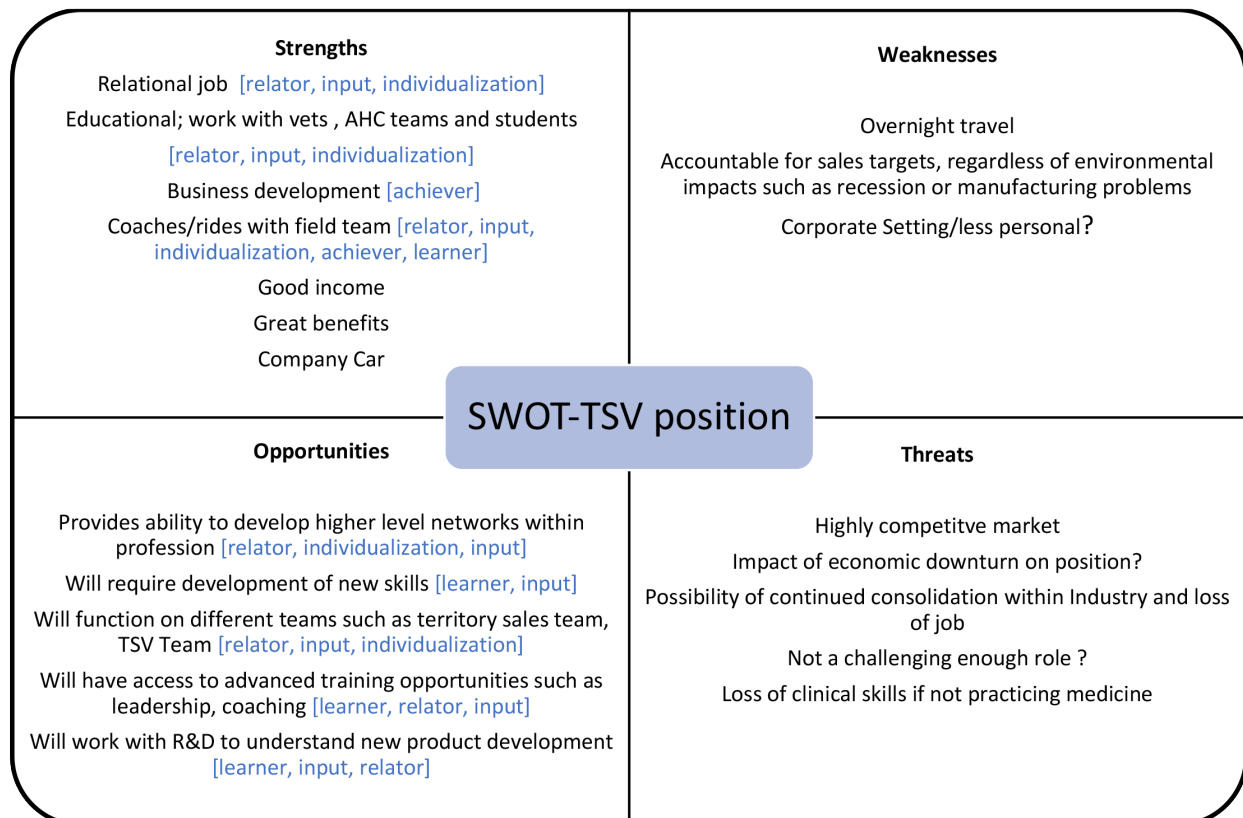 Strengths
Relational job [relator, input, individualization]
Educational; work with vets , AHC teams and students
[relator, input, individualization]
Business development [achiever]
Coaches/rides with field team [relator, input,
individualization, achiever, learner]
Good income
Great benefits
Company Car
Weaknesses
Overnight travel
Accountable for sales targets, regardless of environmental
impacts such as recession or manufacturing problems
Corporate Setting/less personal?
SWOT-TSV position
Opportunities
Provides ability to develop higher level networks within
profession [relator, individualization, input]
Will require development of new skills [learner, input]
Will function on different teams such as territory sales team,
TSV Team [relator, input, individualization]
Will have access to advanced training opportunities such as
leadership, coaching [learner, relator, input]
Will work with R&D to understand new product development
[learner, input, relator]
Threats
Highly competitve market
Impact of economic downturn on position?
Possibility of continued consolidation within Industry and loss
of job
Not a challenging enough role ?
Loss of clinical skills if not practicing medicine